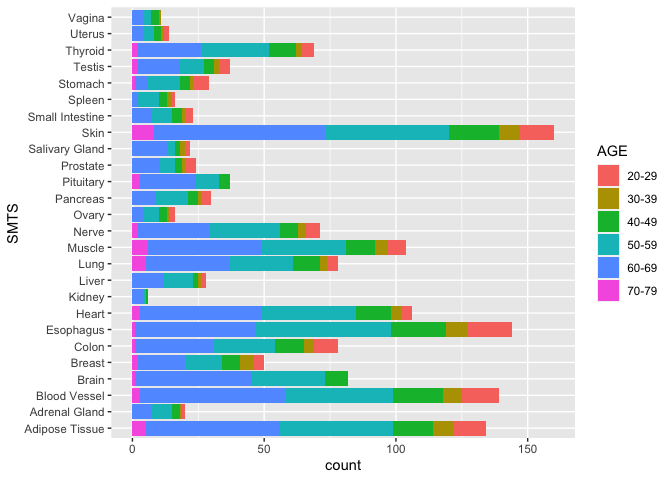 SMTS
Vagina
Uterus
Thyroid
Testis
Stomach
Spleen
Small Intestine
Skin
Salivary Gland
Prostate
Pituitary
Pancreas
Ovary
Nerve
Muscle
Lung
Liver
Kidney
Heart
Esophagus
Colon
Breast
Brain
Blood Vessel
Adrenal Gland
Adipose Tissue
0 50 100 150
count
AGE
20-29
30-39
40-49
50-59
60-69
70-79